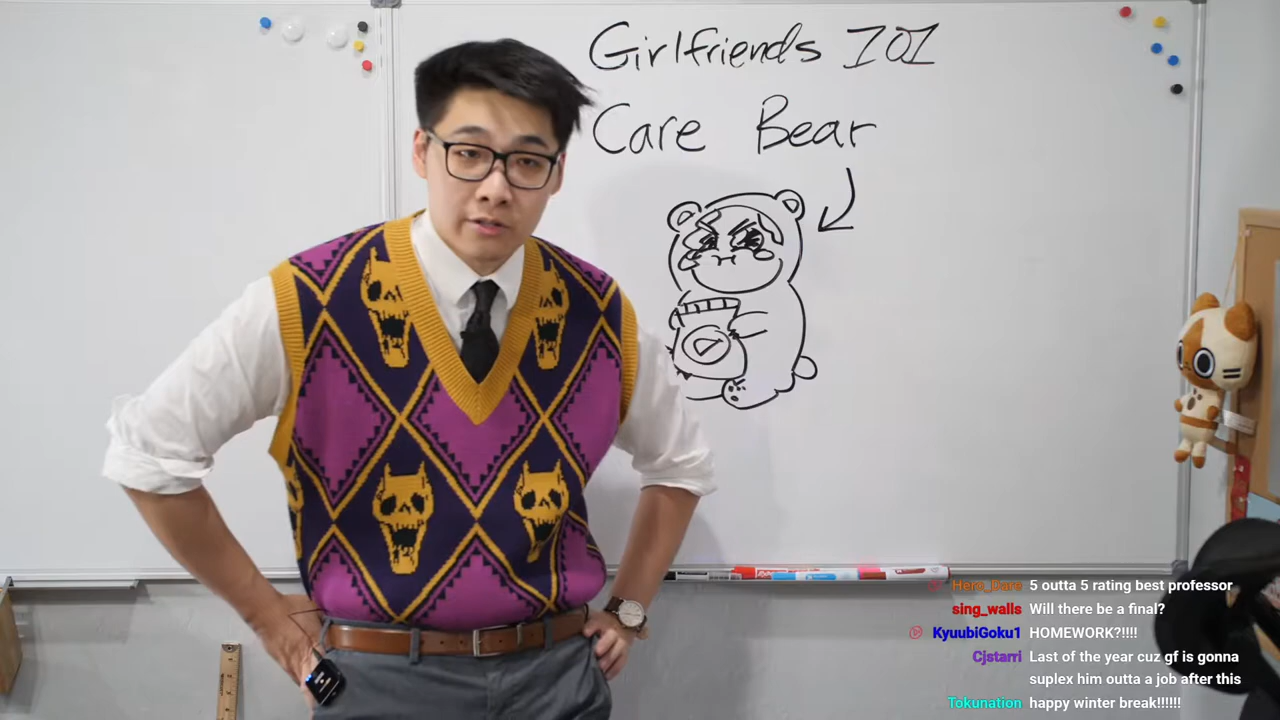 Girlfriends 101
Care Bear
Hero_Dare 5 outta 5 rating best professor
sing_walls Will there be a final?
KyuubiGoku1 HOMEWORK?!!!!
Cjstarri Last of the year cuz gf is gonna
suplex him outta a job after this
Tokunation happy winter break!!!!!!